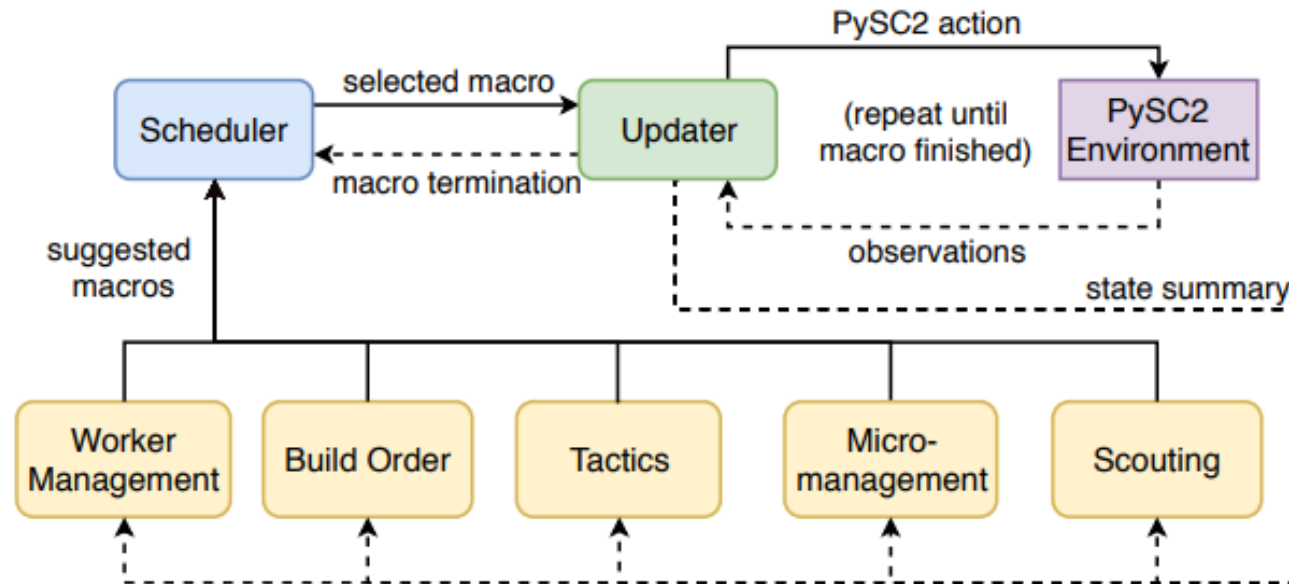 PySC2 action
selected macro
Scheduler
Updater
(repeat until
macro finished)
PySC2
Environment
macro termination
suggested
macros
observations
state summary
Worker
Management
Build Order
Tactics
Micro-
management
Scouting